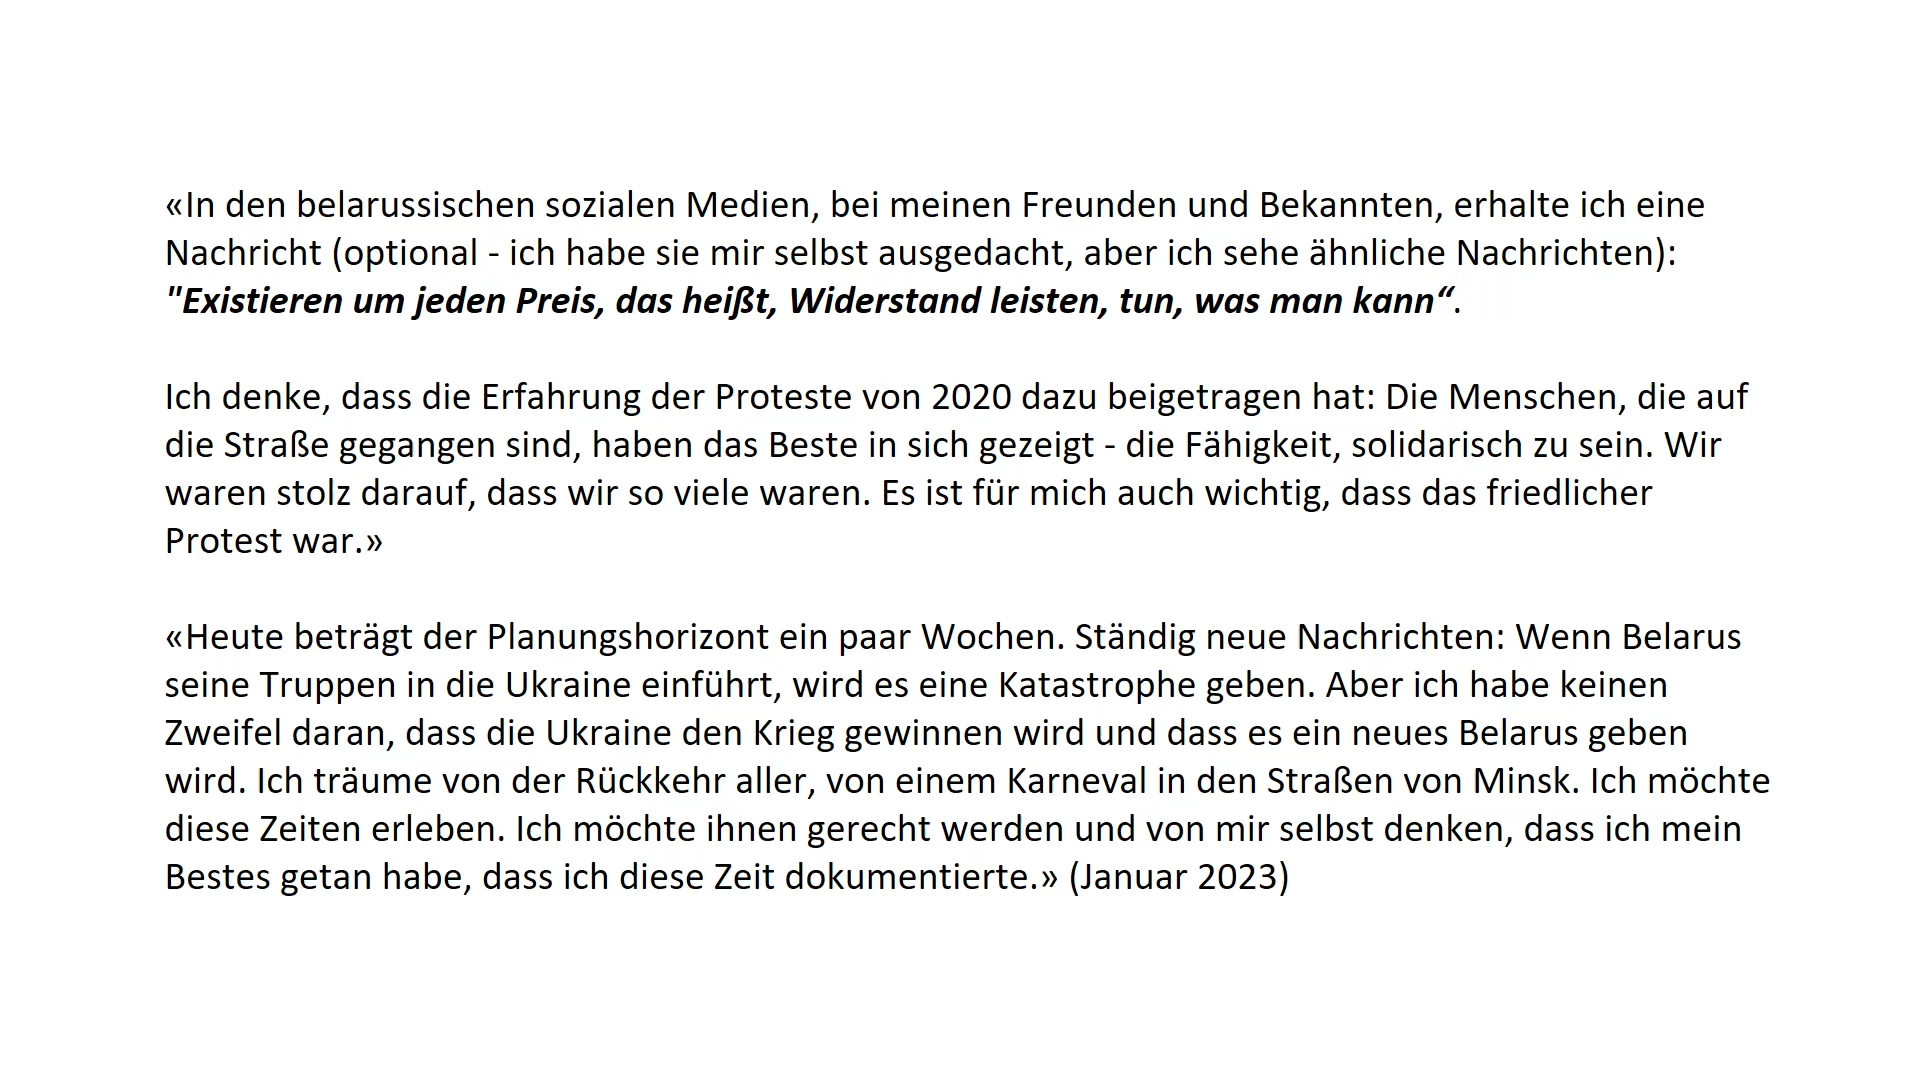 «In den belarussischen sozialen Medien, bei meinen Freunden und Bekannten, erhalte ich eine
Nachricht (optional - ich habe sie mir selbst ausgedacht, aber ich sehe ähnliche Nachrichten):
"Existieren um jeden Preis, das heißt, Widerstand leisten, tun, was man kann“.
Ich denke, dass die Erfahrung der Proteste von 2020 dazu beigetragen hat: Die Menschen, die auf
die Straße gegangen sind, haben das Beste in sich gezeigt - die Fähigkeit, solidarisch zu sein. Wir
waren stolz darauf, dass wir so viele waren. Es ist für mich auch wichtig, dass das friedlicher
Protest war.»
«Heute beträgt der Planungshorizont ein paar Wochen. Ständig neue Nachrichten: Wenn Belarus
seine Truppen in die Ukraine einführt, wird es eine Katastrophe geben. Aber ich habe keinen
Zweifel daran, dass die Ukraine den Krieg gewinnen wird und dass es ein neues Belarus geben
wird. Ich träume von der Rückkehr aller, von einem Karneval in den Straßen von Minsk. Ich möchte
diese Zeiten erleben. Ich möchte ihnen gerecht werden und von mir selbst denken, dass ich mein
Bestes getan habe, dass ich diese Zeit dokumentierte.» (Januar 2023)